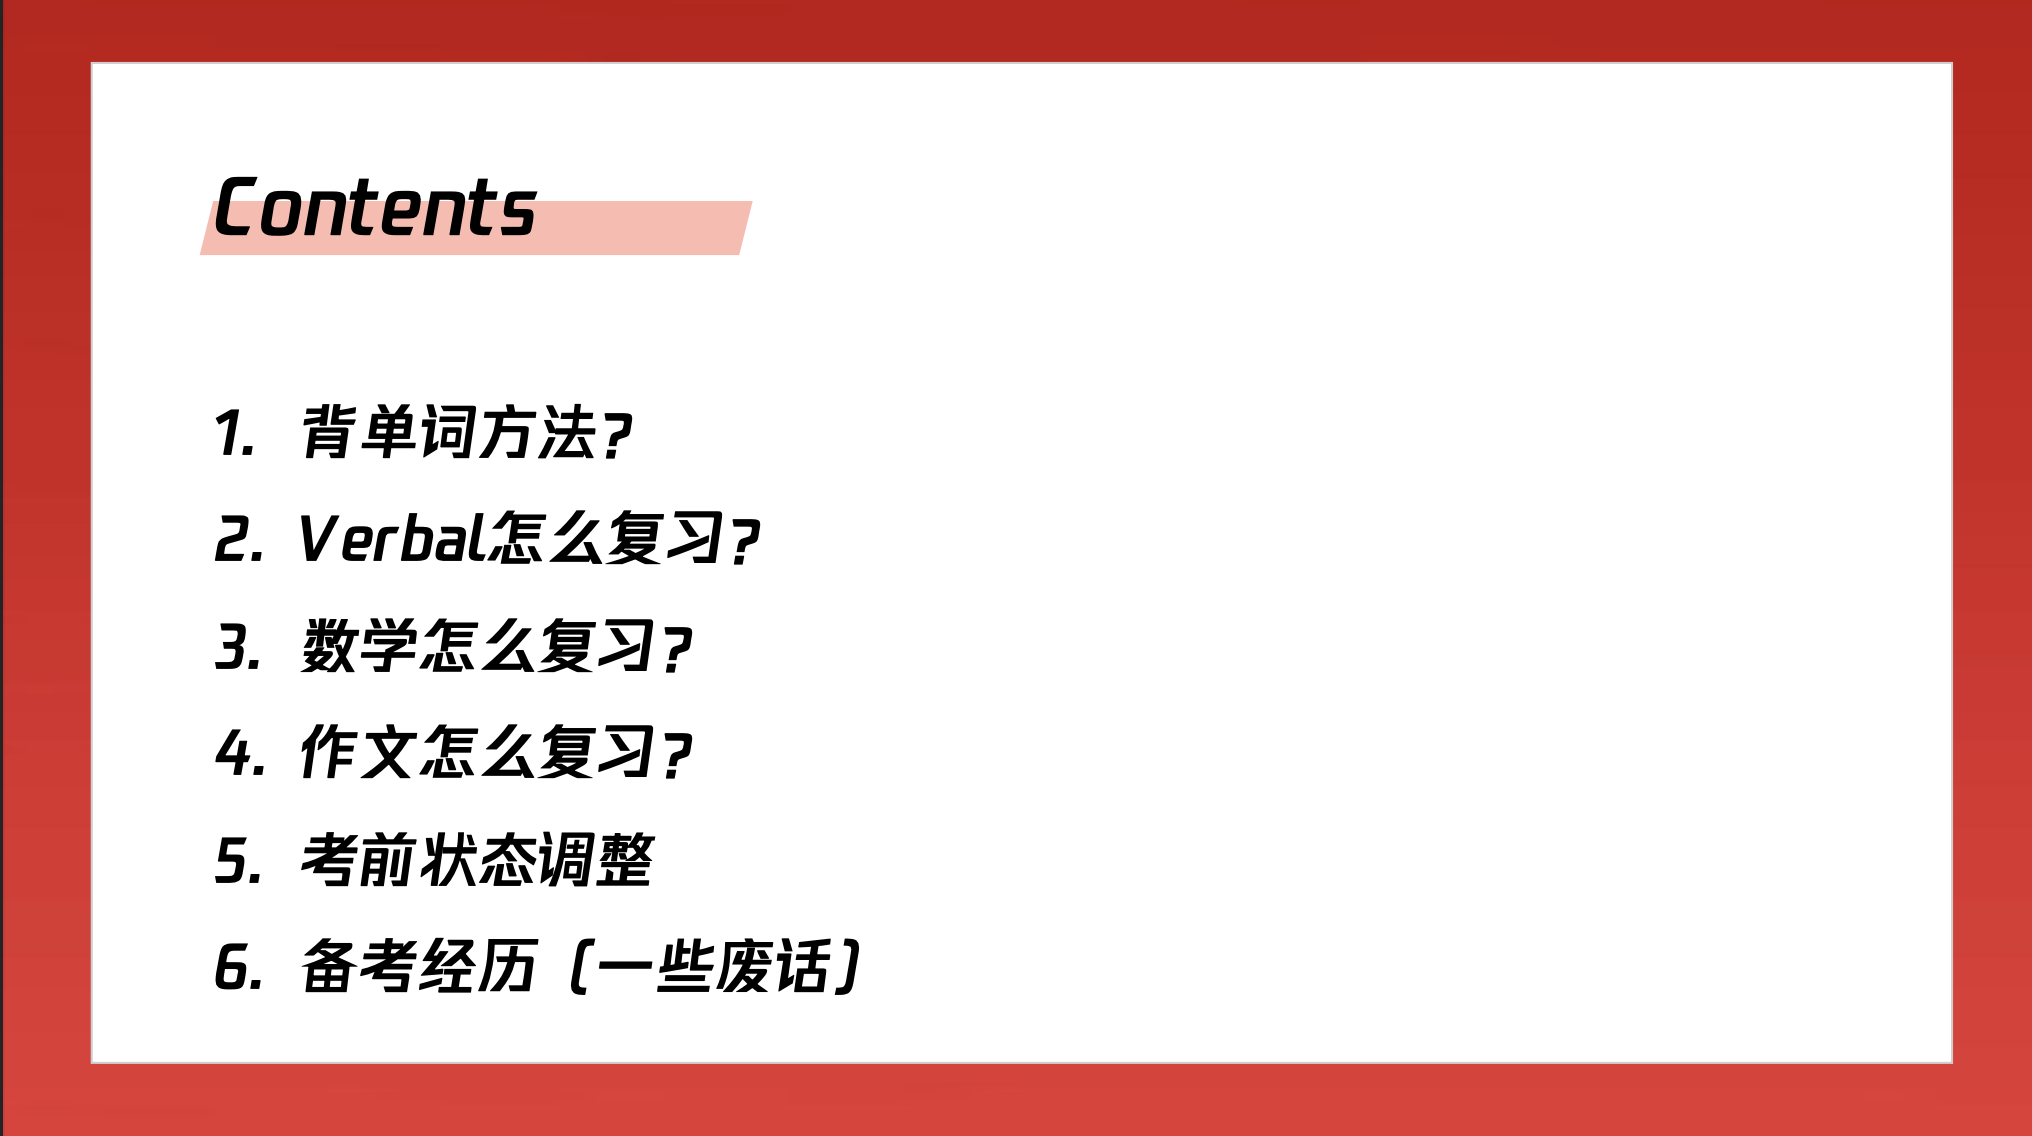 Contents
1. 背单词方法?
2. Verbal怎么复习?
3. 数学怎么复习?
4. 作文怎么复习?
5. 考前状态调整
6. 备考经历（一些废话）